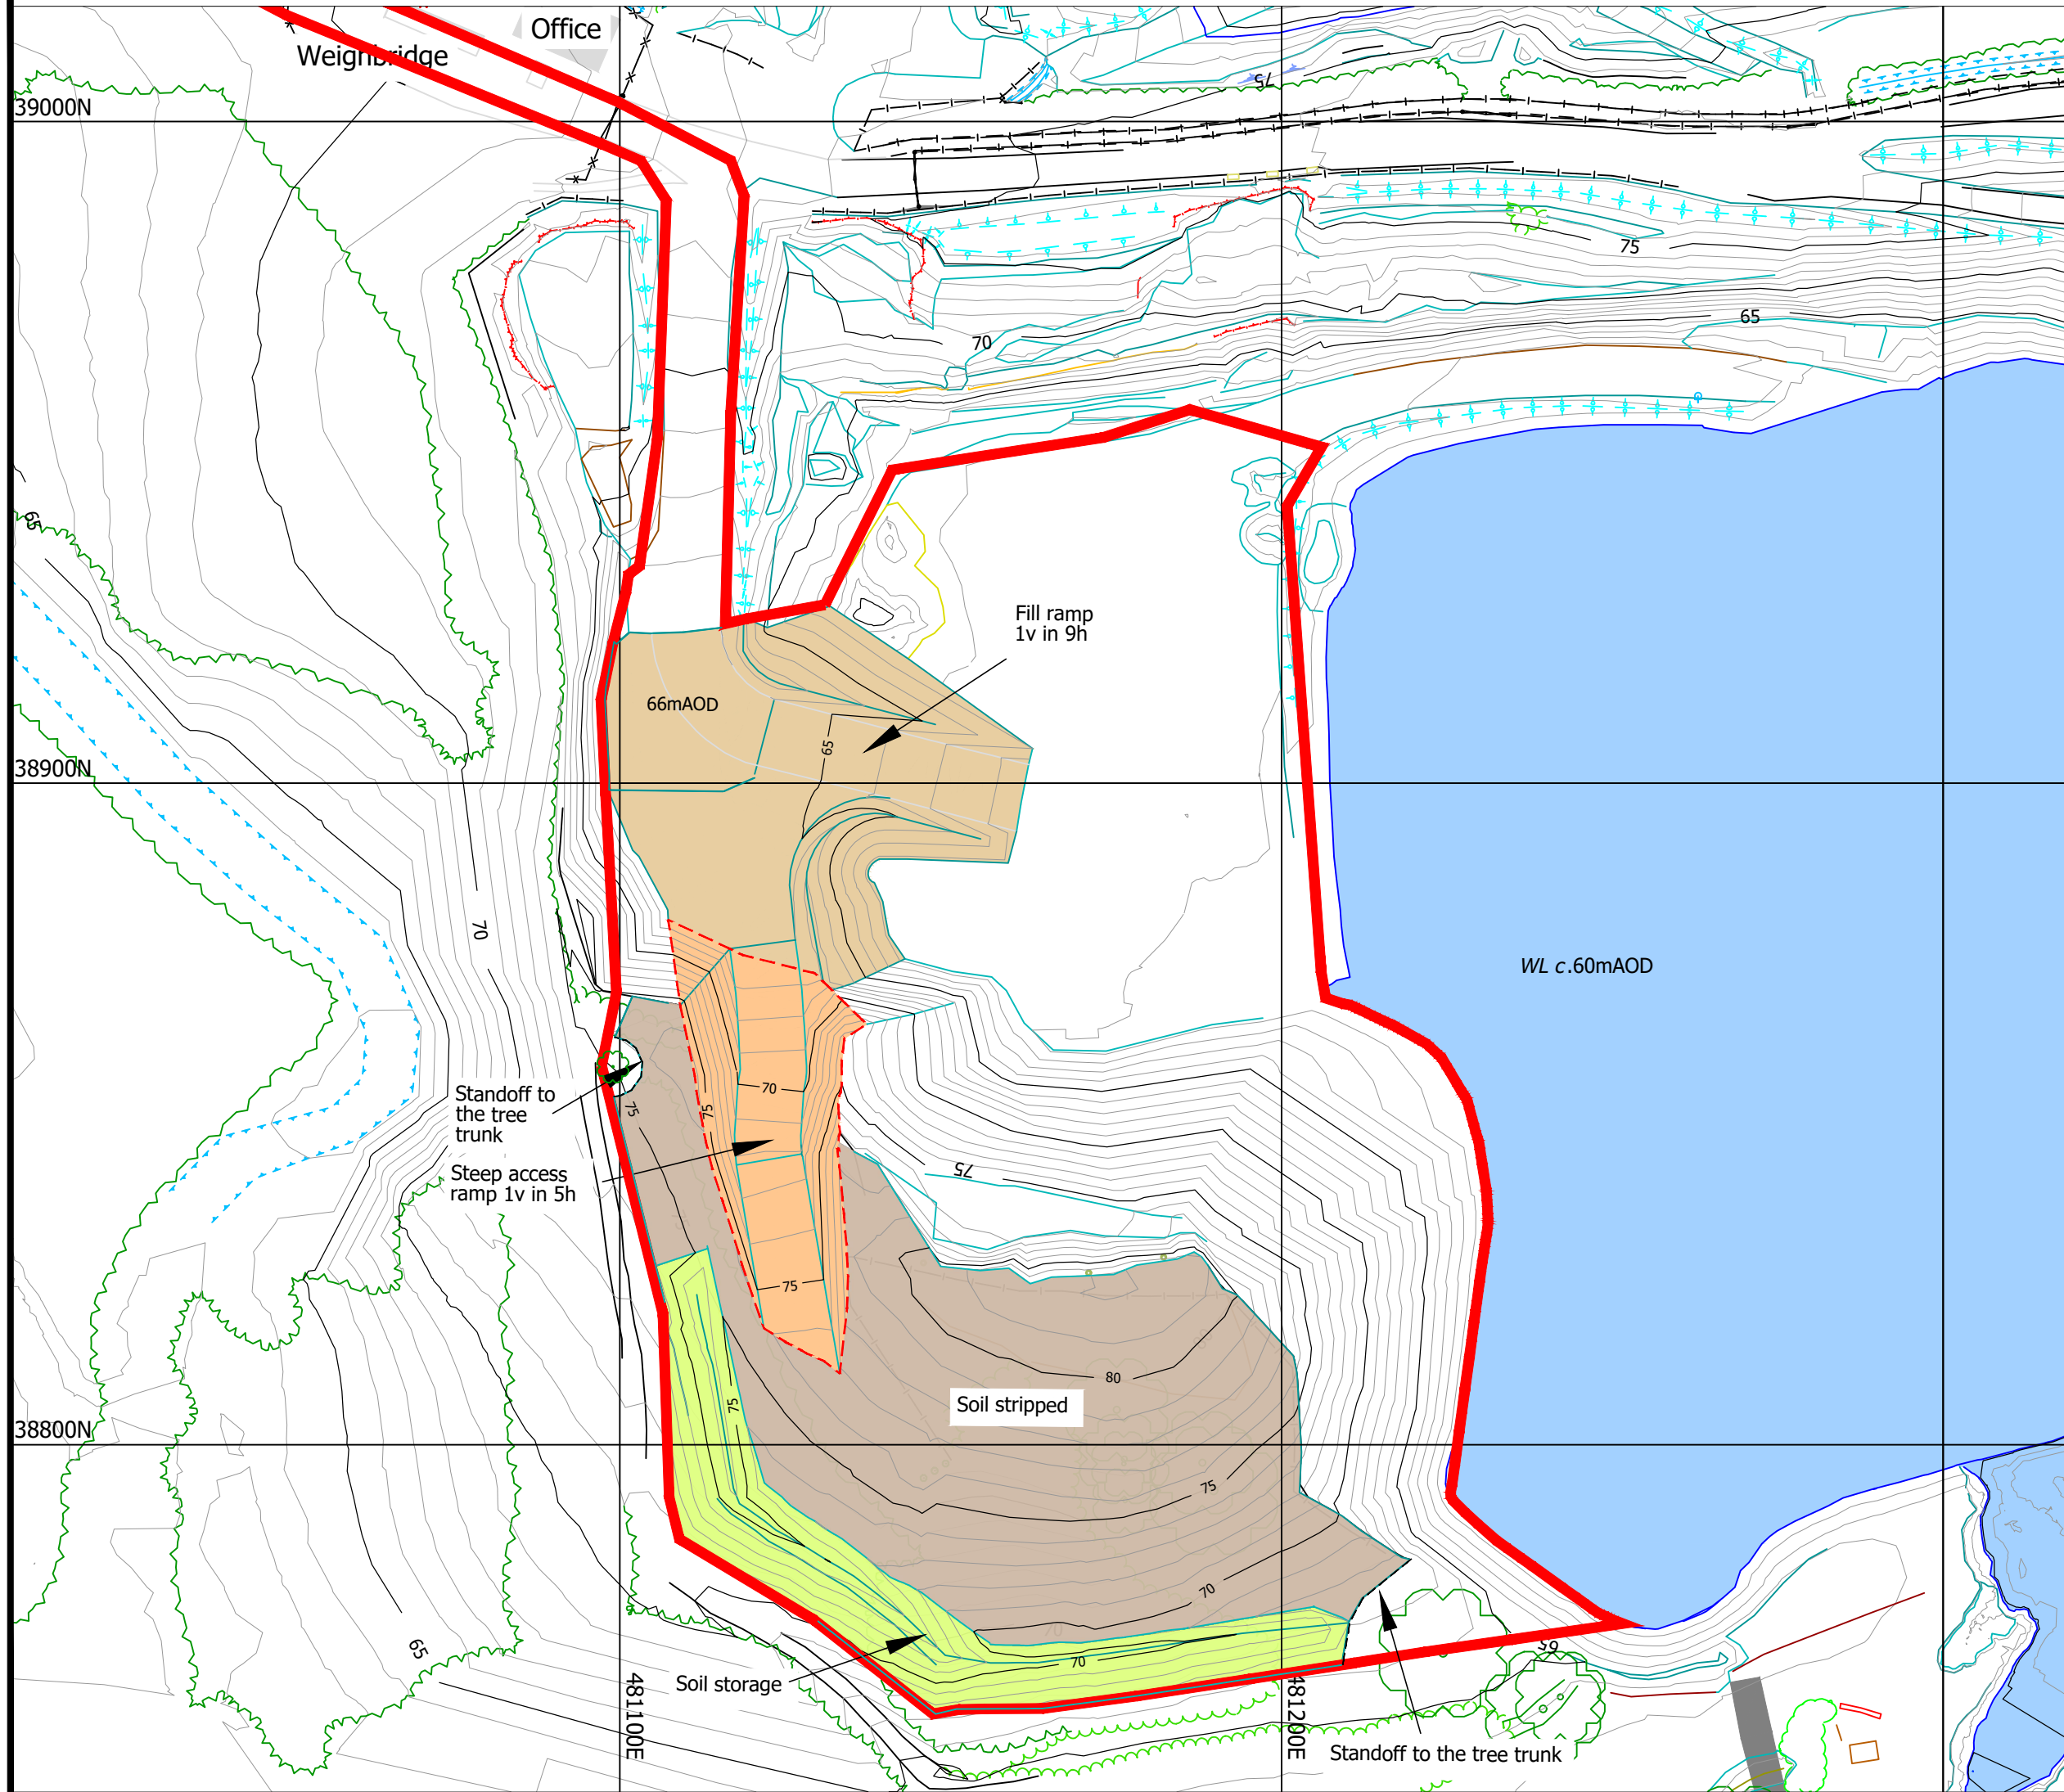 Office
Weighbridge
75
39000N
75
65
70
65
Fill ramp
1v in 9h
66mAOD
65
38900N
70
WL c.60mAOD
Standoff to
the tree
trunk
75
75
70
75
Steep access
ramp 1v in 5h
75
80
75
Soil stripped
38800N
75
70
70
65
65
70
Soil storage
481100E
481200E
Standoff to the tree trunk